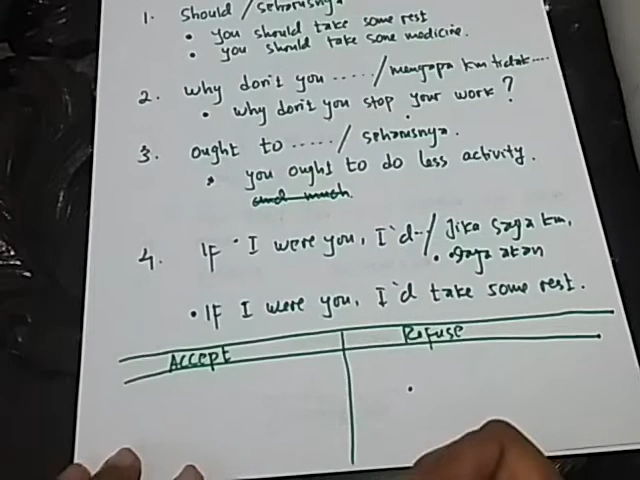 1. Should / seharusnya
• you should take some rest
• you should take some medicine.
2. why don't you ..... / mengapa km tidak....
• why don't you stop your work?
3. ought to ...... / seharusnya.
• you ought to do less activity.
and much.
4. If • I were you, I'd.. / Jika saya km,
• saya akan
• If I were you, I'd take some rest.
Accept Refuse